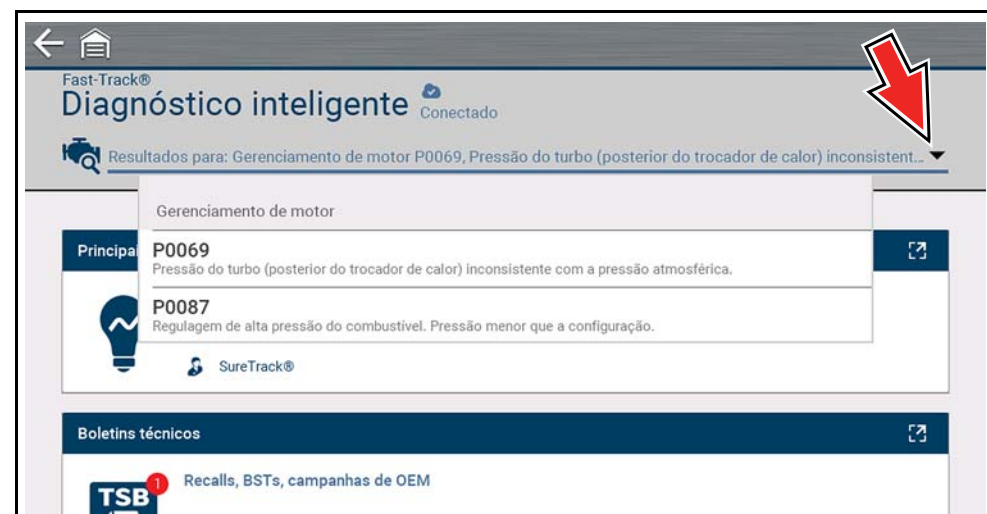 Fast-Track®
Diagnóstico inteligente
Conectado
Resultados para: Gerenciamento de motor P0069, Pressão do turbo (posterior do trocador de calor) inconsistent...
Gerenciamento de motor
Principai
P0069
Pressão do turbo (posterior do trocador de calor) inconsistente com a pressão atmosférica.
P0087
Regulagem de alta pressão do combustível. Pressão menor que a configuração.
SureTrack®
Boletins técnicos
TSB
1
Recalls, BSTs, campanhas de OEM